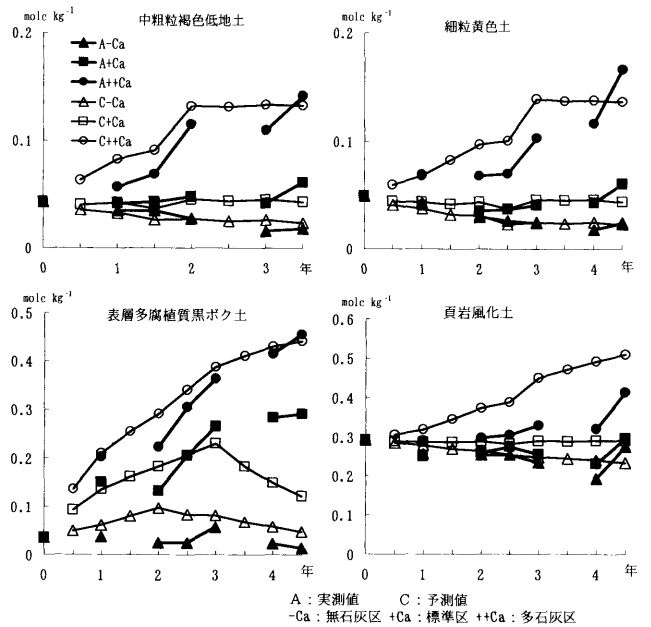 molc kg⁻¹
中粗粒褐色低地土
0.2
0.1
0
A-Ca
A+Ca
A++Ca
C-Ca
C+Ca
C++Ca
0 1 2 3 年
molc kg⁻¹
細粒黄色土
0.2
0.1
0
0 1 2 3 4 年
molc kg⁻¹
表層多腐植質黒ボク土
0.5
0.4
0.3
0.2
0.1
0
0 1 2 3 4 年
molc kg⁻¹
頁岩風化土
0.6
0.5
0.4
0.3
0.2
0.1
0
0 1 2 3 4 年
A：実測値 C：予測値
-Ca：無石灰区 +Ca：標準区 ++Ca：多石灰区